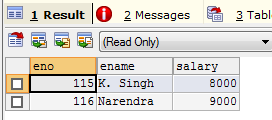 1 Result 2 Messages 3 Table
(Read Only)
eno ename salary
115 K. Singh 8000
116 Narendra 9000